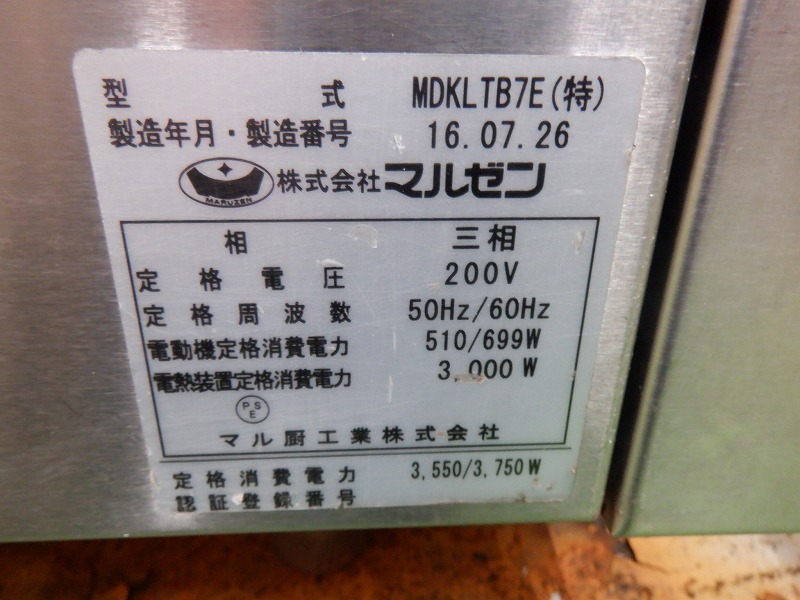 型式 MDKLTB7E(特)
製造年月・製造番号 16.07.26
MARUZEN 株式会社マルゼン
相 三相
定格電圧 200V
定格周波数 50Hz/60Hz
電動機定格消費電力 510/699W
電熱装置定格消費電力 3,000W
PSE
マル厨工業株式会社
定格消費電力 3,550/3,750W
認証登録番号